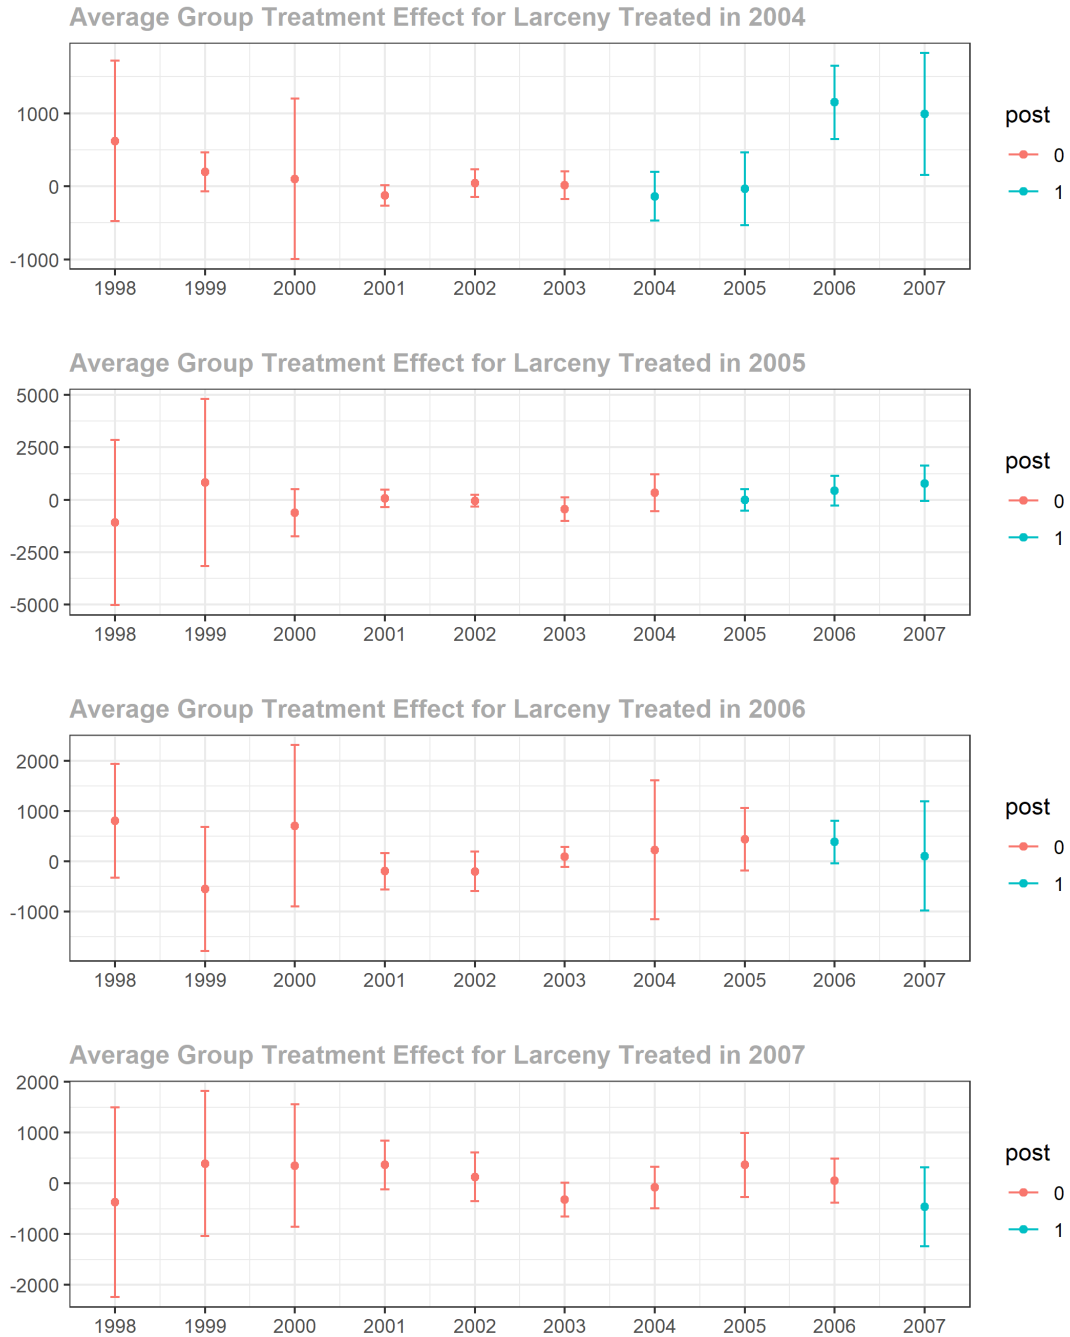 Average Group Treatment Effect for Larceny Treated in 2004
1000
0
-1000
1998 1999 2000 2001 2002 2003 2004 2005 2006 2007
post
0
1
Average Group Treatment Effect for Larceny Treated in 2005
5000
2500
0
-2500
-5000
1998 1999 2000 2001 2002 2003 2004 2005 2006 2007
post
0
1
Average Group Treatment Effect for Larceny Treated in 2006
2000
1000
0
-1000
1998 1999 2000 2001 2002 2003 2004 2005 2006 2007
post
0
1
Average Group Treatment Effect for Larceny Treated in 2007
2000
1000
0
-1000
-2000
1998 1999 2000 2001 2002 2003 2004 2005 2006 2007
post
0
1